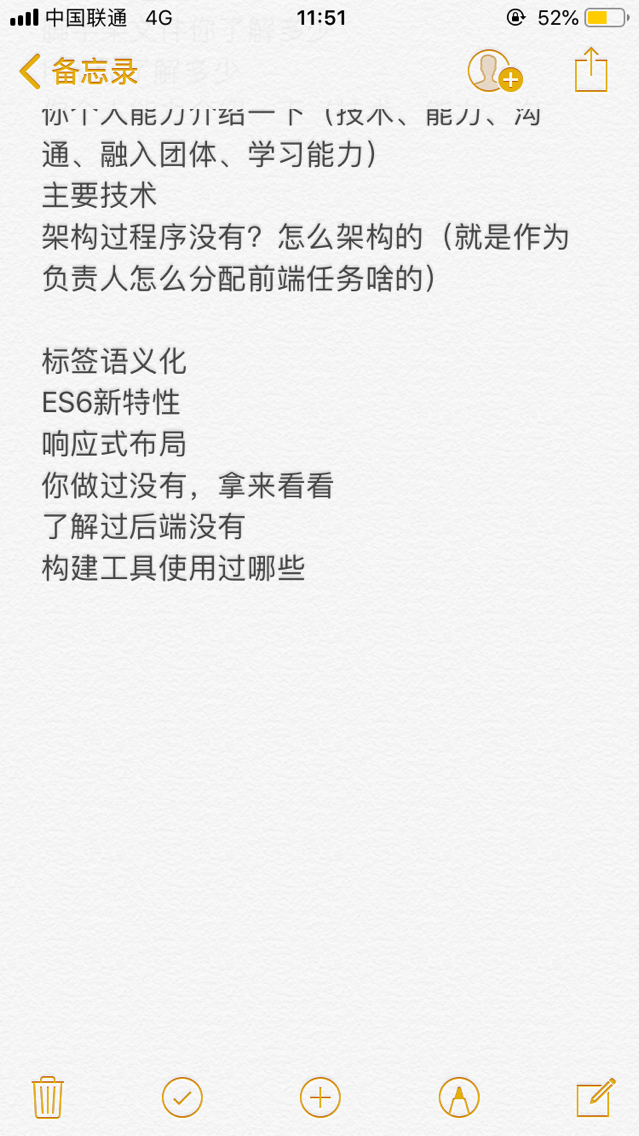 中国联通 4G 11:51 52%
备忘录
你个人能力介绍一下（技术、能力、沟
通、融入团体、学习能力）
主要技术
架构过程序没有？怎么架构的（就是作为
负责人怎么分配前端任务啥的）
标签语义化
ES6新特性
响应式布局
你做过没有，拿来看看
了解过后端没有
构建工具使用过哪些